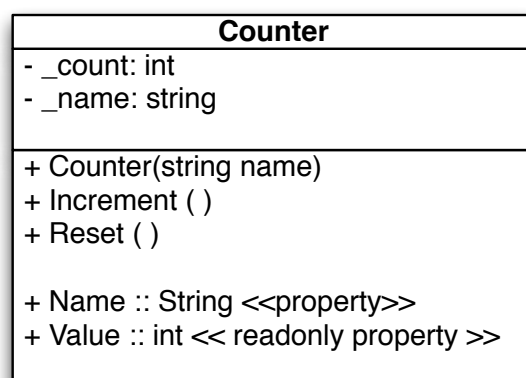 Counter
- _count: int
- _name: string
+ Counter(string name)
+ Increment ( )
+ Reset ( )
+ Name :: String <<property>>
+ Value :: int << readonly property >>